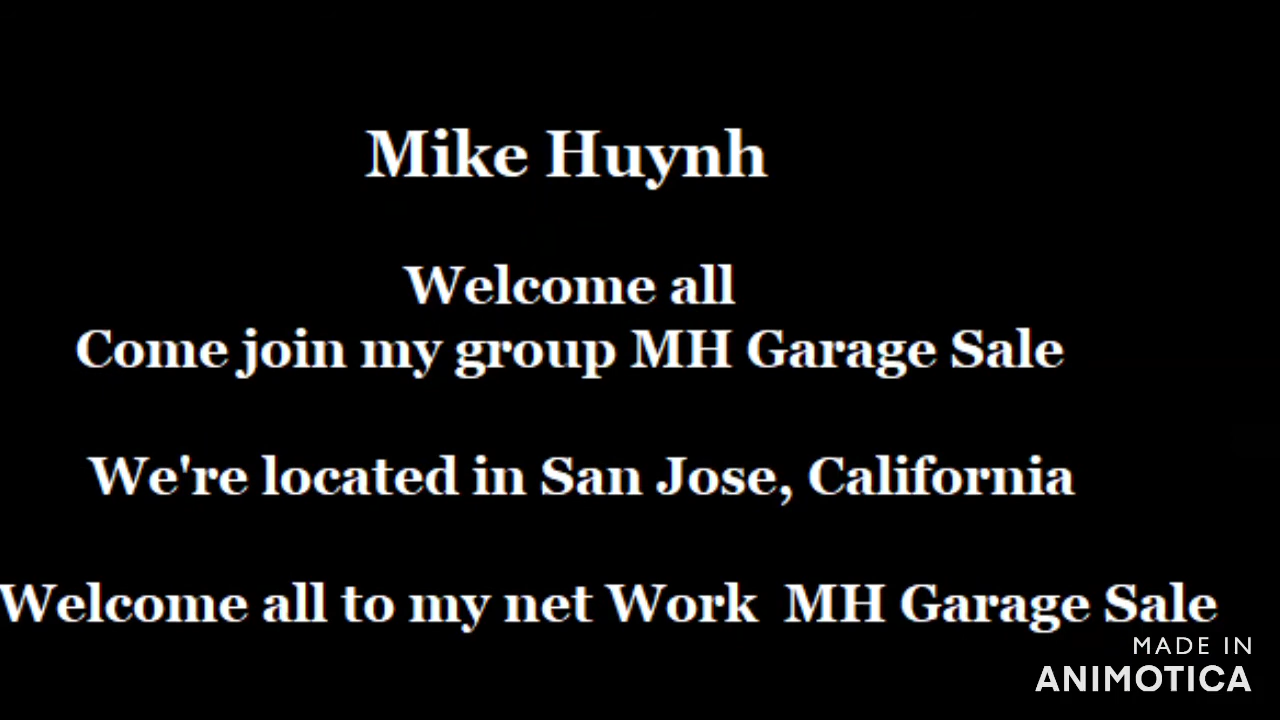 Mike Huynh
Welcome all
Come join my group MH Garage Sale
We're located in San Jose, California
Welcome all to my net Work  MH Garage Sale
MADE IN
ANIMOTICA